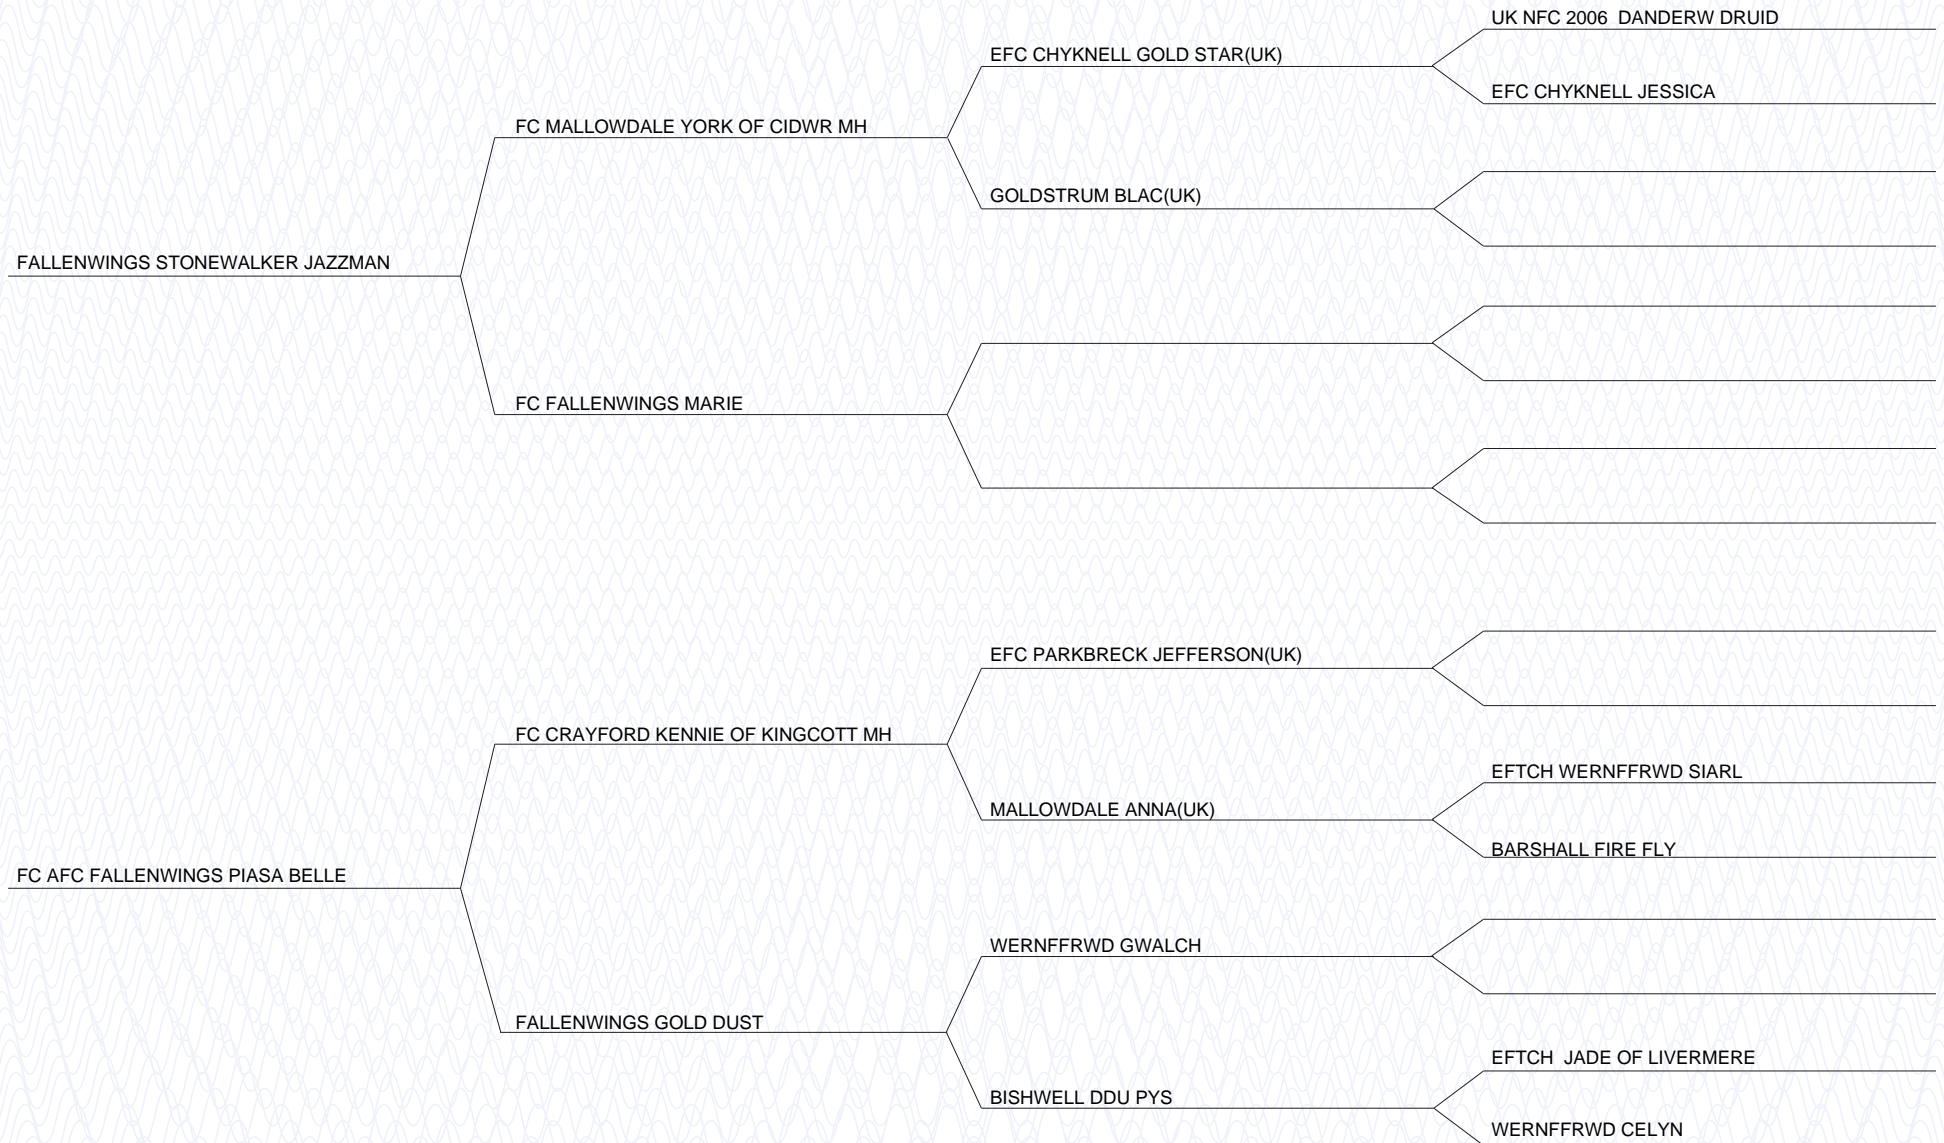 UK NFC 2006 DANDERW DRUID
EFC CHYKNELL GOLD STAR(UK)
EFC CHYKNELL JESSICA
FC MALLOWDALE YORK OF CIDWR MH
GOLDSTRUM BLAC(UK)
FALLENWINGS STONEWALKER JAZZMAN
FC FALLENWINGS MARIE
EFC PARKBRECK JEFFERSON(UK)
FC CRAYFORD KENNIE OF KINGCOTT MH
EFTCH WERNFFRWD SIARL
MALLOWDALE ANNA(UK)
BARSHALL FIRE FLY
FC AFC FALLENWINGS PIASA BELLE
WERNFFRWD GWALCH
FALLENWINGS GOLD DUST
EFTCH JADE OF LIVERMERE
BISHWELL DDU PYS
WERNFFRWD CELYN